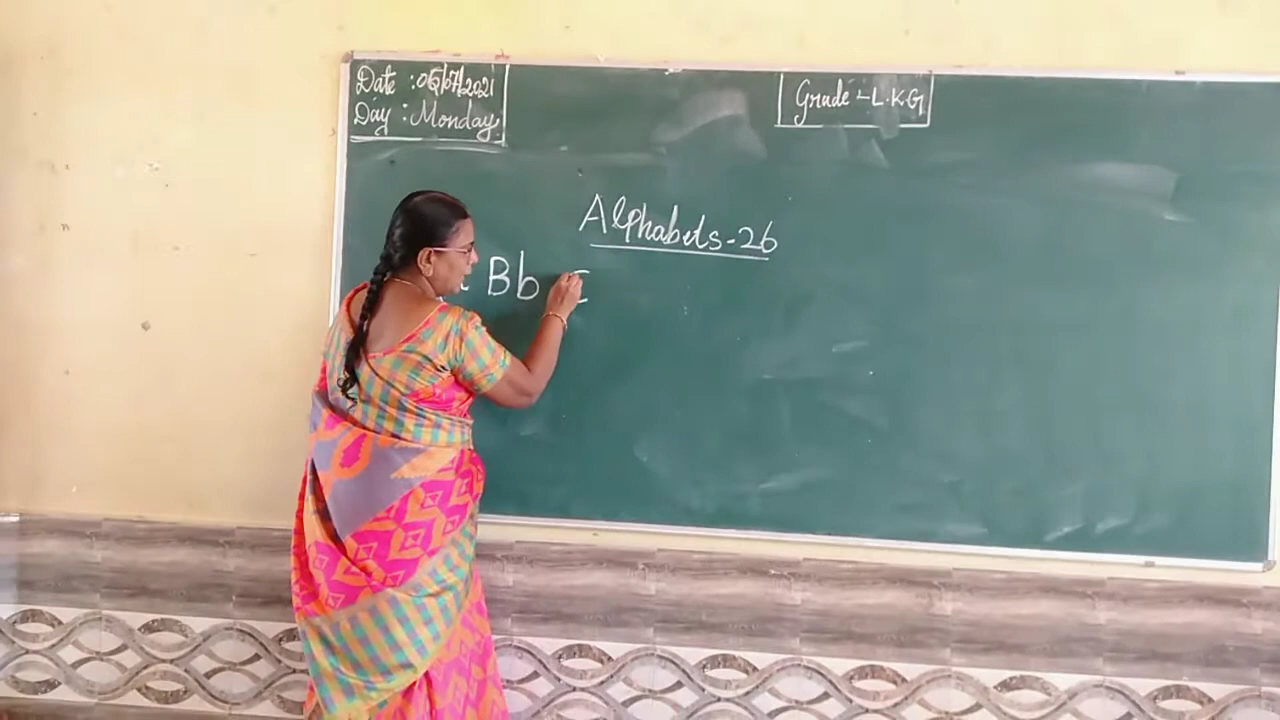 Date : 05/07/2021
Day : Monday
Grade - L.K.G
Alphabets-26
Bb